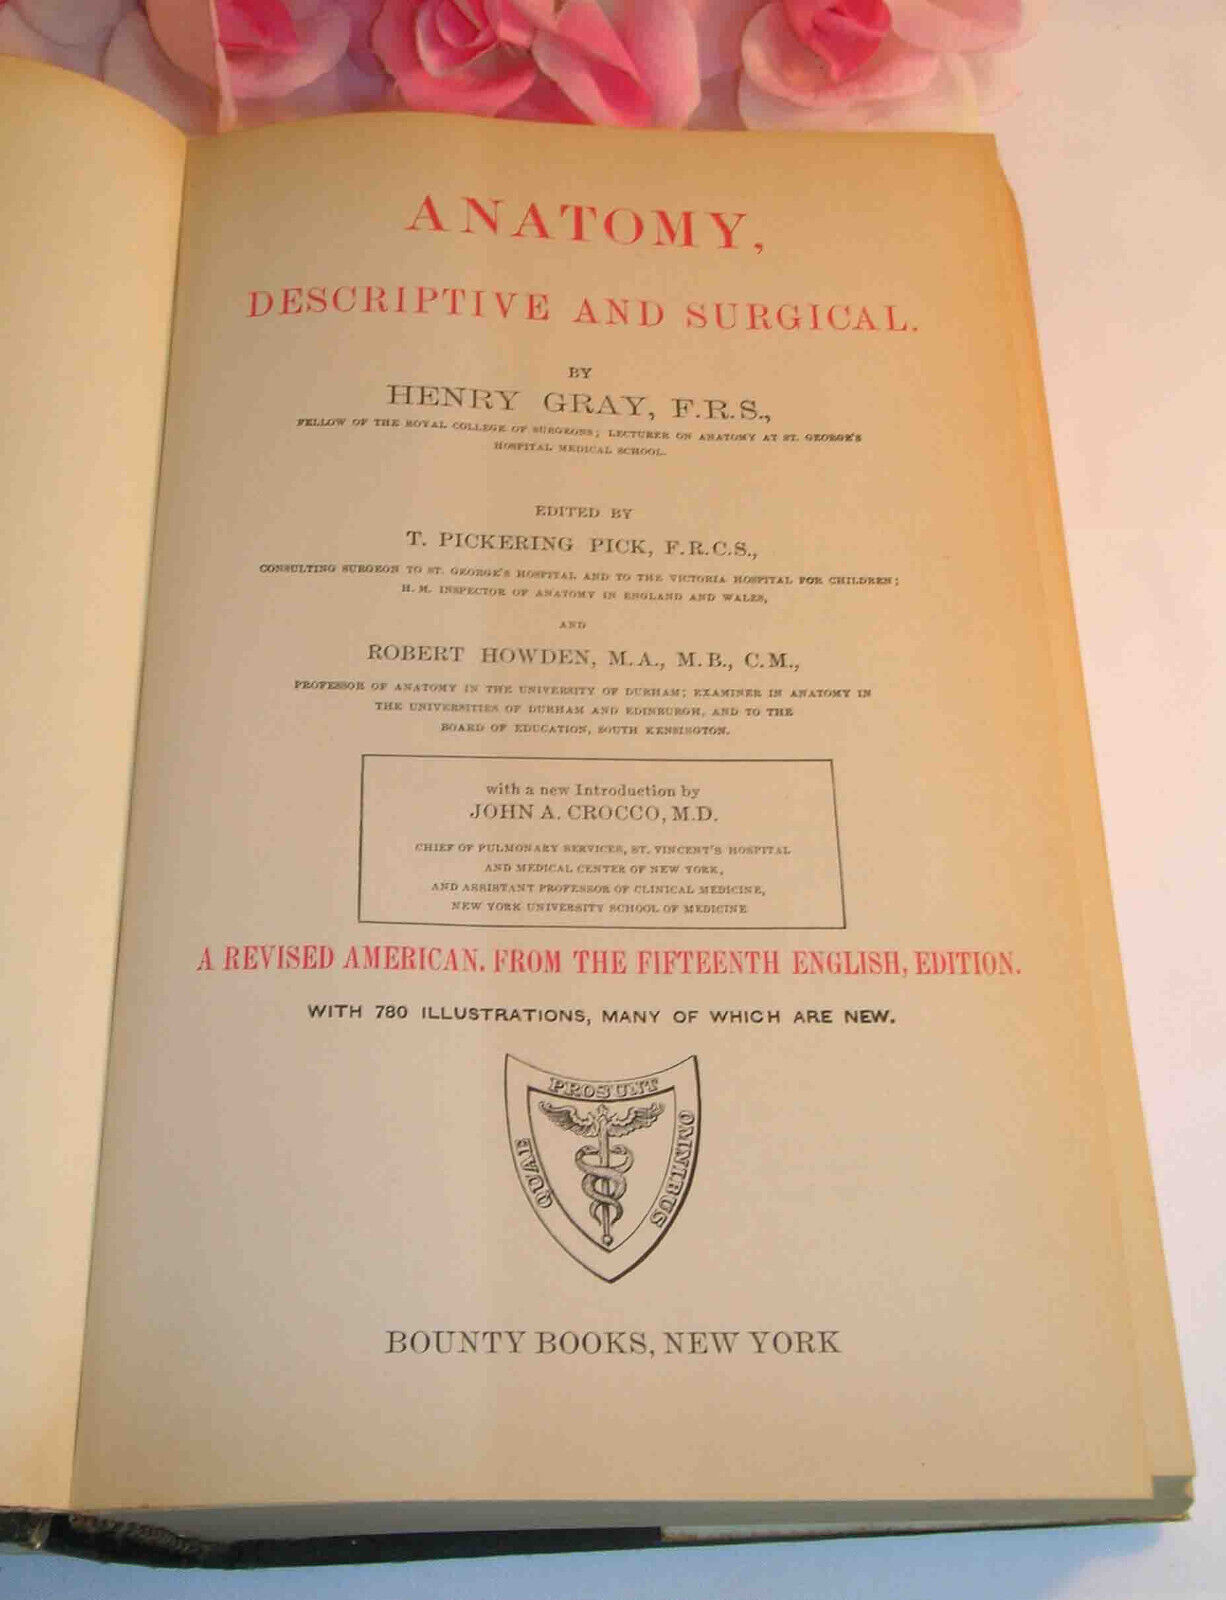 ANATOMY,
DESCRIPTIVE AND SURGICAL.
BY
HENRY GRAY, F.R.S.,
FELLOW OF THE ROYAL COLLEGE OF SURGEONS; LECTURER ON ANATOMY AT ST. GEORGE'S
HOSPITAL MEDICAL SCHOOL.
EDITED BY
T. PICKERING PICK, F.R.C.S.,
CONSULTING SURGEON TO ST. GEORGE'S HOSPITAL AND TO THE VICTORIA HOSPITAL FOR CHILDREN;
H. M. INSPECTOR OF ANATOMY IN ENGLAND AND WALES,
AND
ROBERT HOWDEN, M.A., M.B., C.M.,
PROFESSOR OF ANATOMY IN THE UNIVERSITY OF DURHAM; EXAMINER IN ANATOMY IN
THE UNIVERSITIES OF DURHAM AND EDINBURGH, AND TO THE
BOARD OF EDUCATION, SOUTH KENSINGTON.
with a new Introduction by
JOHN A. CROCCO, M.D.
CHIEF OF PULMONARY SERVICES, ST. VINCENT'S HOSPITAL
AND MEDICAL CENTER OF NEW YORK,
AND ASSISTANT PROFESSOR OF CLINICAL MEDICINE,
NEW YORK UNIVERSITY SCHOOL OF MEDICINE
A REVISED AMERICAN, FROM THE FIFTEENTH ENGLISH, EDITION.
WITH 780 ILLUSTRATIONS, MANY OF WHICH ARE NEW.
QUAE PROSUNT OMNIBUS
BOUNTY BOOKS, NEW YORK